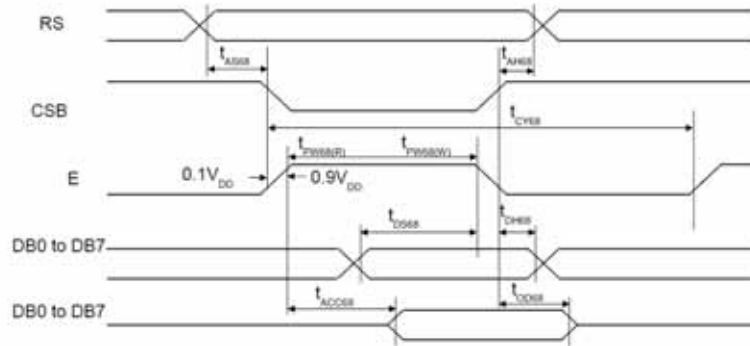 RS
tAS68
tAH68
CSB
tCY68
tPW68(R) tPW68(W)
E
0.1VDD
0.9VDD
tDS68
tDH68
DB0 to DB7
tACC68
tOD68
DB0 to DB7